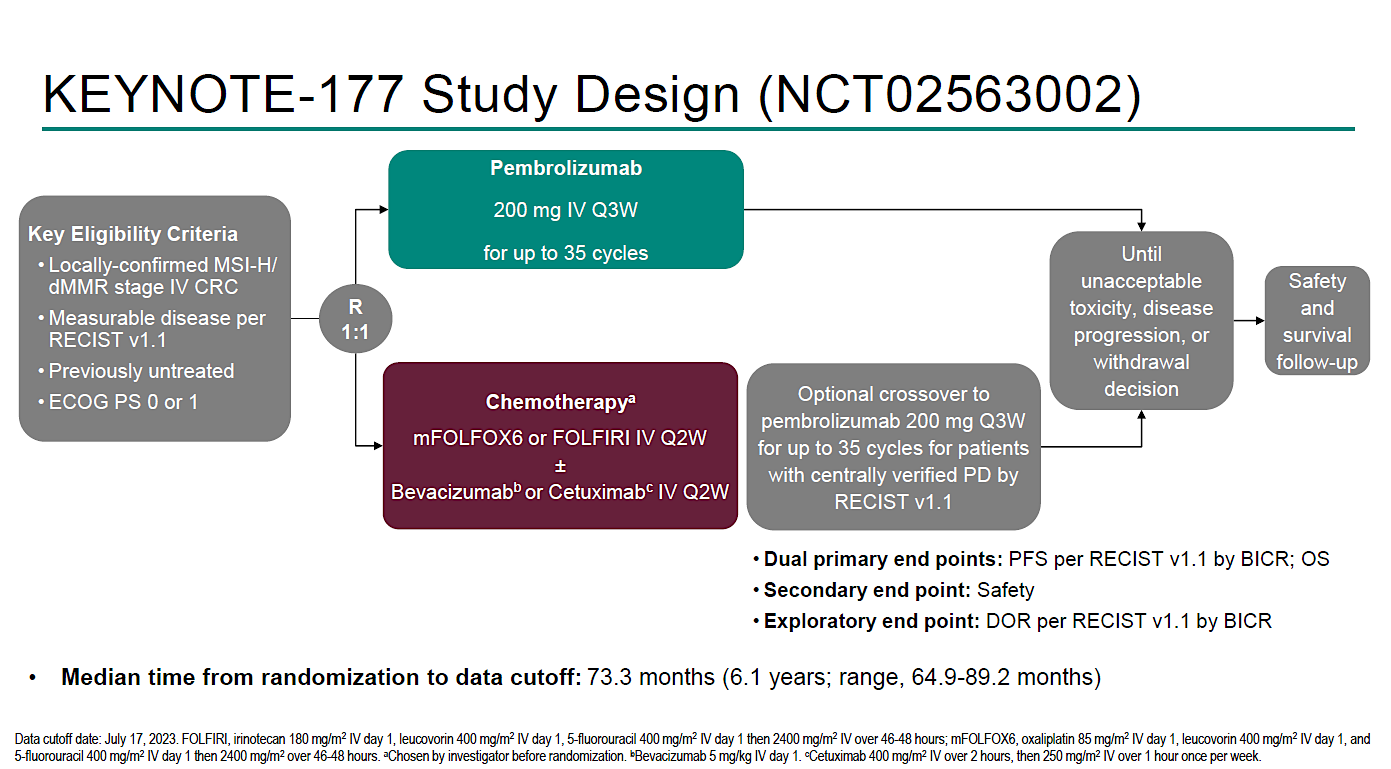 KEYNOTE-177 Study Design (NCT02563002)
Key Eligibility Criteria
• Locally-confirmed MSI-H/
dMMR stage IV CRC
• Measurable disease per
RECIST v1.1
• Previously untreated
• ECOG PS 0 or 1
R
1:1
Pembrolizumab
200 mg IV Q3W
for up to 35 cycles
Chemotherapyᵃ
mFOLFOX6 or FOLFIRI IV Q2W
±
Bevacizumabᵇ or Cetuximabᶜ IV Q2W
Optional crossover to
pembrolizumab 200 mg Q3W
for up to 35 cycles for patients
with centrally verified PD by
RECIST v1.1
Until
unacceptable
toxicity, disease
progression, or
withdrawal
decision
Safety
and
survival
follow-up
• Dual primary end points: PFS per RECIST v1.1 by BICR; OS
• Secondary end point: Safety
• Exploratory end point: DOR per RECIST v1.1 by BICR
• Median time from randomization to data cutoff: 73.3 months (6.1 years; range, 64.9-89.2 months)
Data cutoff date: July 17, 2023. FOLFIRI, irinotecan 180 mg/m² IV day 1, leucovorin 400 mg/m² IV day 1, 5-fluorouracil 400 mg/m² IV day 1 then 2400 mg/m² IV over 46-48 hours; mFOLFOX6, oxaliplatin 85 mg/m² IV day 1, leucovorin 400 mg/m² IV day 1, and
5-fluorouracil 400 mg/m² IV day 1 then 2400 mg/m² over 46-48 hours. ᵃChosen by investigator before randomization. ᵇBevacizumab 5 mg/kg IV day 1. ᶜCetuximab 400 mg/m² IV over 2 hours, then 250 mg/m² IV over 1 hour once per week.